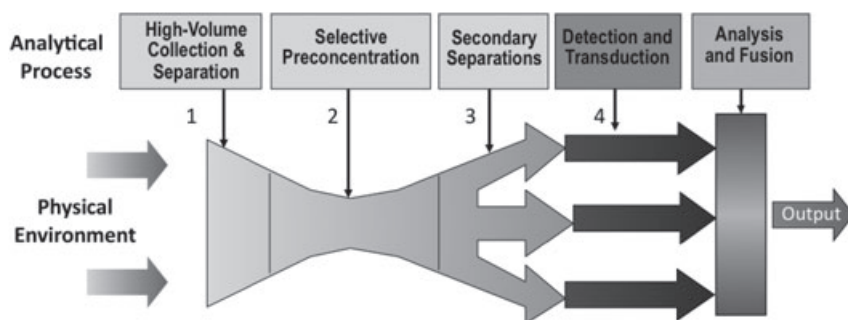 Analytical
Process
High-Volume
Collection &
Separation
Selective
Preconcentration
Secondary
Separations
Detection and
Transduction
Analysis
and Fusion
1
2
3
4
Physical
Environment
Output